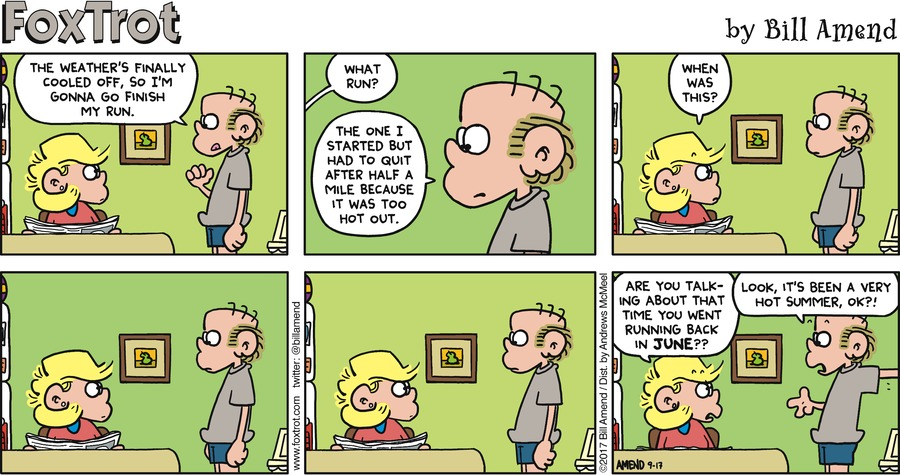 FoxTrot
by Bill Amend
THE WEATHER'S FINALLY
COOLED OFF, SO I'M
GONNA GO FINISH
MY RUN.
WHAT
RUN?
THE ONE I
STARTED BUT
HAD TO QUIT
AFTER HALF A
MILE BECAUSE
IT WAS TOO
HOT OUT.
WHEN
WAS
THIS?
www.foxtrot.com twitter: @billamend
©2017 Bill Amend / Dist. by Andrews McMeel
ARE YOU TALK-
ING ABOUT THAT
TIME YOU WENT
RUNNING BACK
IN JUNE??
LOOK, IT'S BEEN A VERY
HOT SUMMER, OK?!
AMEND 9-17